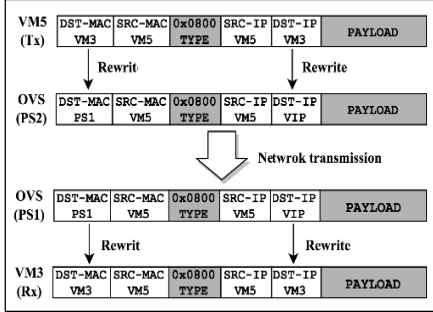 VM5 DST-MAC SRC-MAC 0x0800 SRC-IP DST-IP PAYLOAD
(Tx) VM3 VM5 TYPE VM5 VM3
Rewrite Rewrite
OVS DST-MAC SRC-MAC 0x0800 SRC-IP DST-IP PAYLOAD
(PS2) PS1 VM5 TYPE VM5 VIP
Netwrok transmission
OVS DST-MAC SRC-MAC 0x0800 SRC-IP DST-IP PAYLOAD
(PS1) PS1 VM5 TYPE VM5 VIP
Rewrit Rewrite
VM3 DST-MAC SRC-MAC 0x0800 SRC-IP DST-IP PAYLOAD
(Rx) VM3 VM5 TYPE VM5 VM3